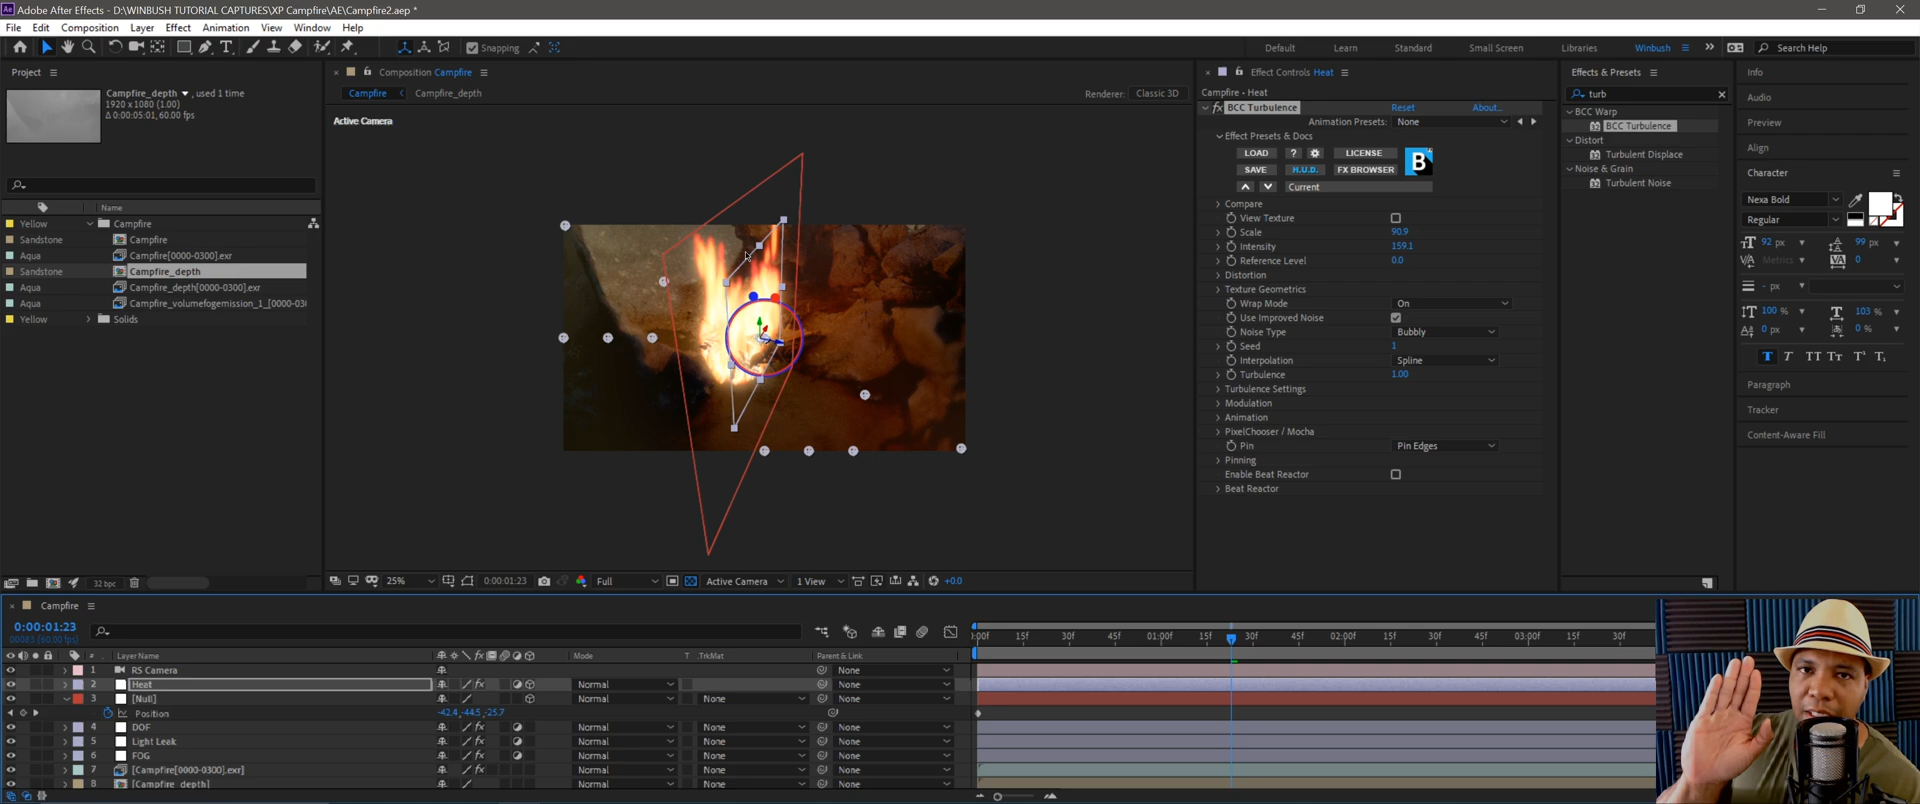 Adobe After Effects - D:\WINBUSH TUTORIAL CAPTURES\XP Campfire\AE\Campfire2.aep *
File Edit Composition Layer Effect Animation View Window Help
Snapping
Default Learn Standard Small Screen Libraries Winbush Search Help
Project
Campfire_depth ▼, used 1 time
1920 x 1080 (1.00)
Δ 0:00:05:01, 60.00 fps
Name
Yellow Campfire
Sandstone Campfire
Aqua Campfire[0000-0300].exr
Sandstone Campfire_depth
Aqua Campfire_depth[0000-0300].exr
Aqua Campfire_volumefogemission_1_[0000-03
Yellow Solids
32 bpc
Composition Campfire
Campfire Campfire_depth
Renderer: Classic 3D
Active Camera
25% 0:00:01:23 Full Active Camera 1 View +0.0
Effect Controls Heat
Campfire • Heat
fx BCC Turbulence Reset About...
Animation Presets: None
Effect Presets & Docs
LOAD ? LICENSE B
SAVE H.U.D. FX BROWSER
Current
Compare
View Texture
Scale 90.9
Intensity 159.1
Reference Level 0.0
Distortion
Texture Geometrics
Wrap Mode On
Use Improved Noise
Noise Type Bubbly
Seed 1
Interpolation Spline
Turbulence 1.00
Turbulence Settings
Modulation
Animation
PixelChooser / Mocha
Pin Pin Edges
Pinning
Enable Beat Reactor
Beat Reactor
Effects & Presets
turb
BCC Warp
BCC Turbulence
Distort
Turbulent Displace
Noise & Grain
Turbulent Noise
Info
Audio
Preview
Align
Character
Nexa Bold
Regular
92 px 99 px
Metrics 0
- px
100 % 103 %
0 px 0 %
T T TT Tt T¹ T₁
Paragraph
Tracker
Content-Aware Fill
Campfire
0:00:01:23
00083 (60.00 fps)
# Layer Name Mode T .TrkMat Parent & Link
1 RS Camera None
2 Heat Normal None
3 [Null] Normal None None
Position -42.4,-44.5,-25.7
4 DOF Normal None None
5 Light Leak Normal None None
6 FOG Normal None None
7 [Campfire[0000-0300].exr] Normal None None
8 [Campfire_depth] Normal None None
):00f 15f 30f 45f 01:00f 15f 30f 45f 02:00f 15f 30f 45f 03:00f 15f 30f